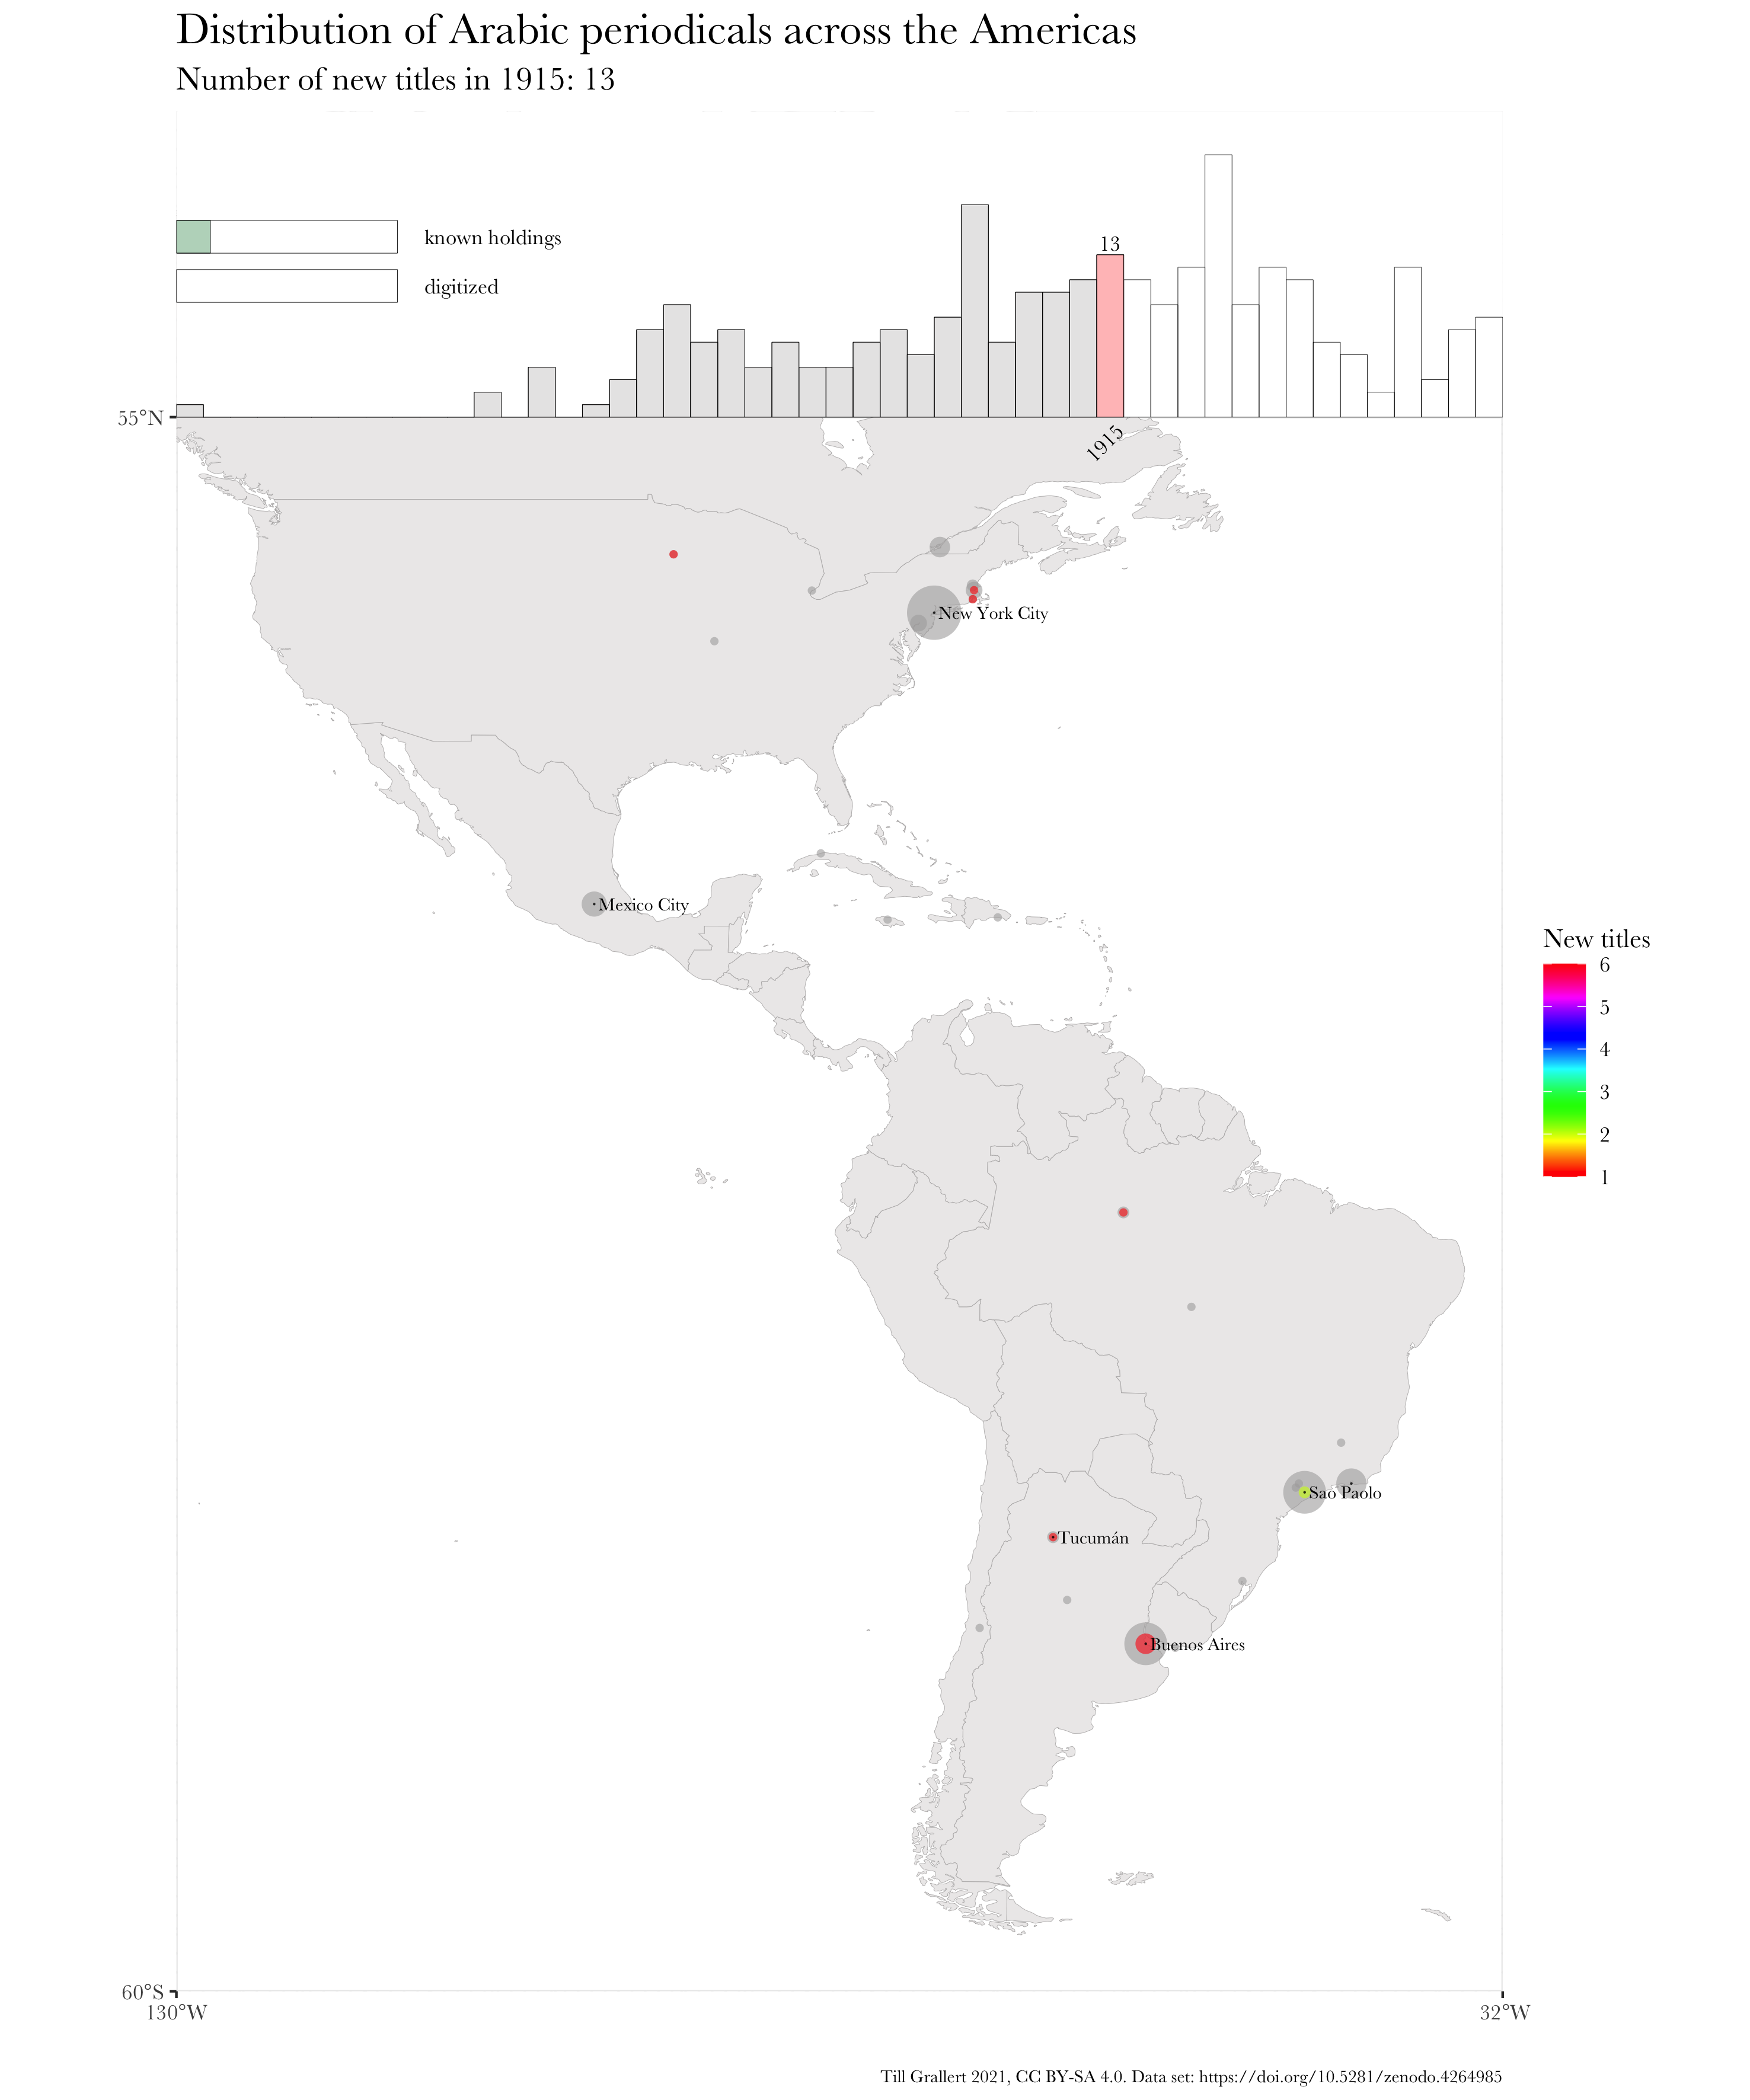 Distribution of Arabic periodicals across the Americas
Number of new titles in 1915: 13
known holdings
digitized
13
1915
55°N
New York City
Mexico City
New titles
6
5
4
3
2
1
Sao Paolo
Tucumán
Buenos Aires
60°S
130°W
32°W
Till Grallert 2021, CC BY-SA 4.0. Data set: https://doi.org/10.5281/zenodo.4264985